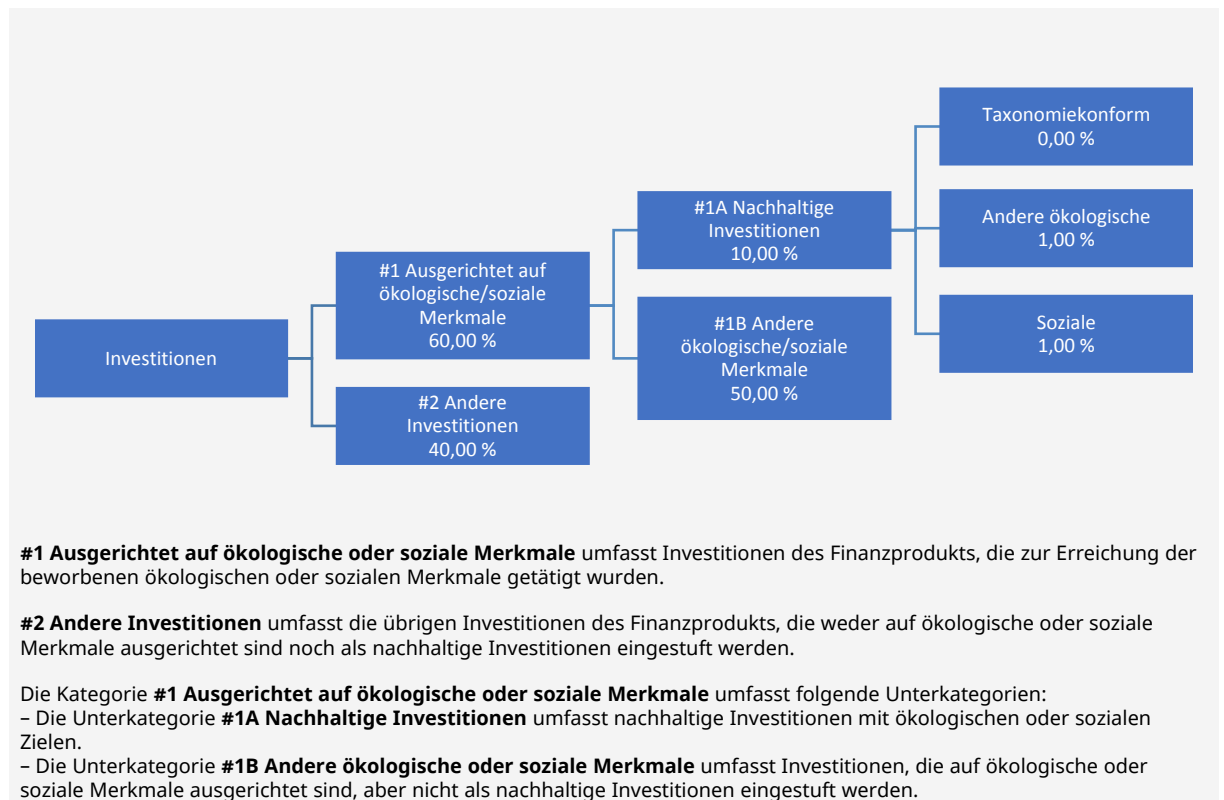 Investitionen
#1 Ausgerichtet auf
ökologische/soziale
Merkmale
60,00 %
#2 Andere
Investitionen
40,00 %
#1A Nachhaltige
Investitionen
10,00 %
#1B Andere
ökologische/soziale
Merkmale
50,00 %
Taxonomiekonform
0,00 %
Andere ökologische
1,00 %
Soziale
1,00 %
#1 Ausgerichtet auf ökologische oder soziale Merkmale umfasst Investitionen des Finanzprodukts, die zur Erreichung der
beworbenen ökologischen oder sozialen Merkmale getätigt wurden.
#2 Andere Investitionen umfasst die übrigen Investitionen des Finanzprodukts, die weder auf ökologische oder soziale
Merkmale ausgerichtet sind noch als nachhaltige Investitionen eingestuft werden.
Die Kategorie #1 Ausgerichtet auf ökologische oder soziale Merkmale umfasst folgende Unterkategorien:
– Die Unterkategorie #1A Nachhaltige Investitionen umfasst nachhaltige Investitionen mit ökologischen oder sozialen
Zielen.
– Die Unterkategorie #1B Andere ökologische oder soziale Merkmale umfasst Investitionen, die auf ökologische oder
soziale Merkmale ausgerichtet sind, aber nicht als nachhaltige Investitionen eingestuft werden.